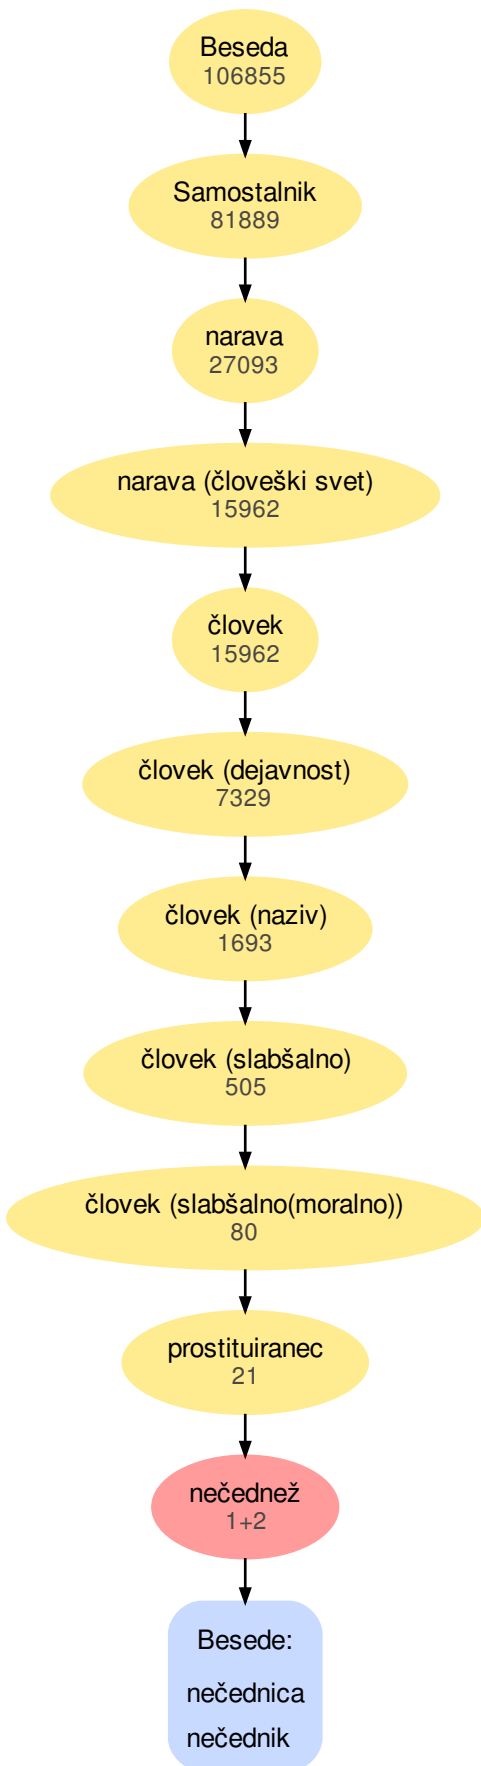 Beseda
106855
Samostalnik
81889
narava
27093
narava (človeški svet)
15962
človek
15962
človek (dejavnost)
7329
človek (naziv)
1693
človek (slabšalno)
505
človek (slabšalno(moralno))
80
prostituiranec
21
nečednež
1+2
Besede:
nečednica
nečednik